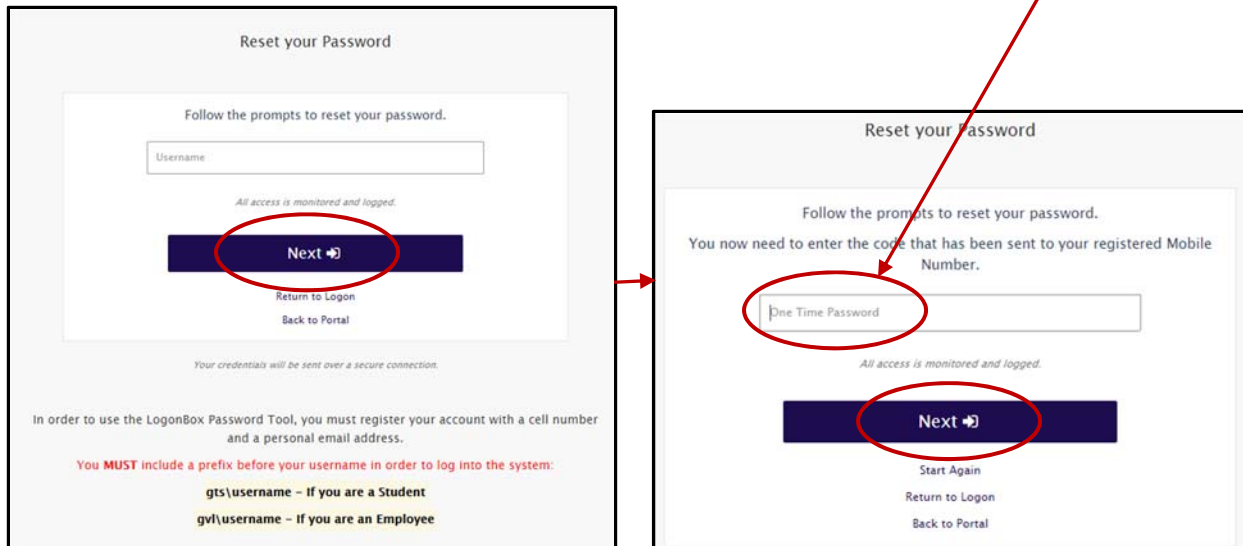 Reset your Password
Follow the prompts to reset your password.
Username
All access is monitored and logged.
Next
Return to Logon
Back to Portal
Your credentials will be sent over a secure connection.
In order to use the LogonBox Password Tool, you must register your account with a cell number
and a personal email address.
You MUST include a prefix before your username in order to log into the system:
gts\username – If you are a Student
gvl\username – If you are an Employee
Reset your Password
Follow the prompts to reset your password.
You now need to enter the code that has been sent to your registered Mobile
Number.
One Time Password
All access is monitored and logged.
Next
Start Again
Return to Logon
Back to Portal